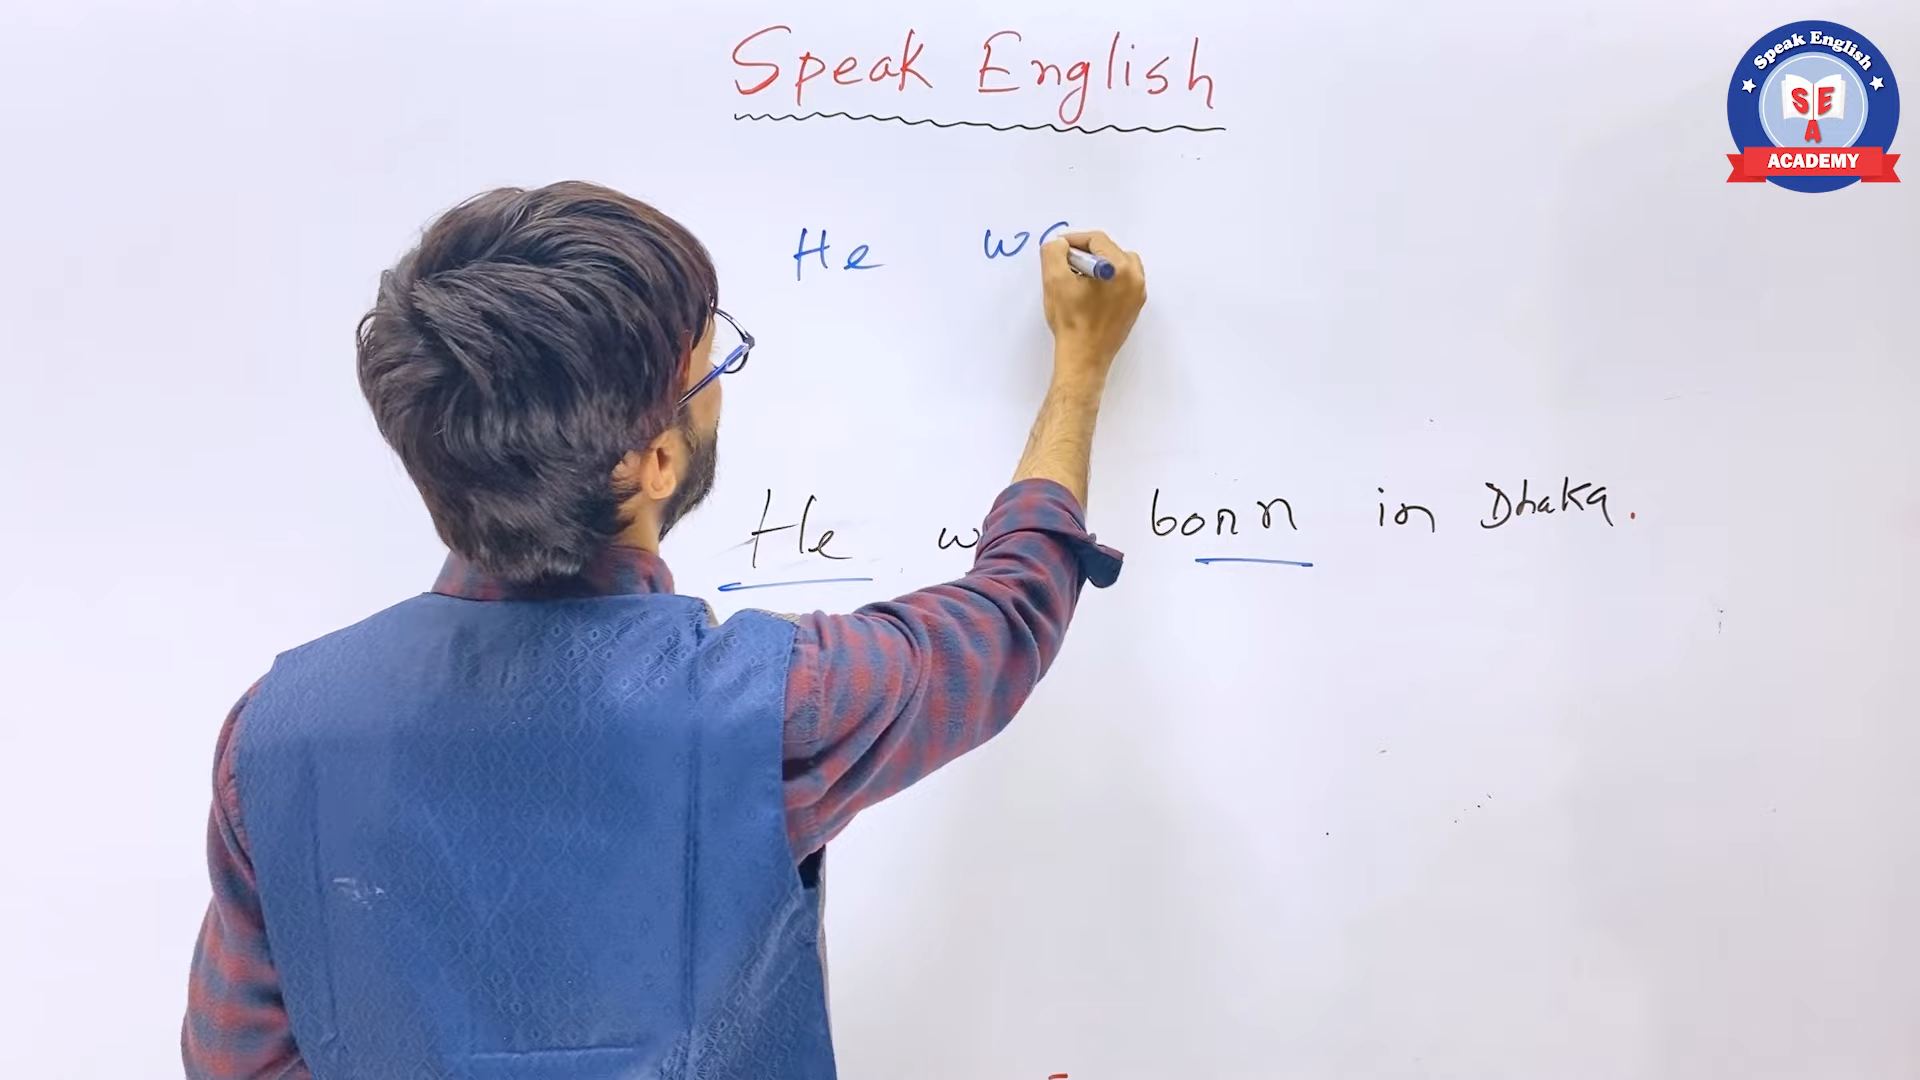 Speak English
Speak English
SE
A
ACADEMY
He
He born in Dhaka.